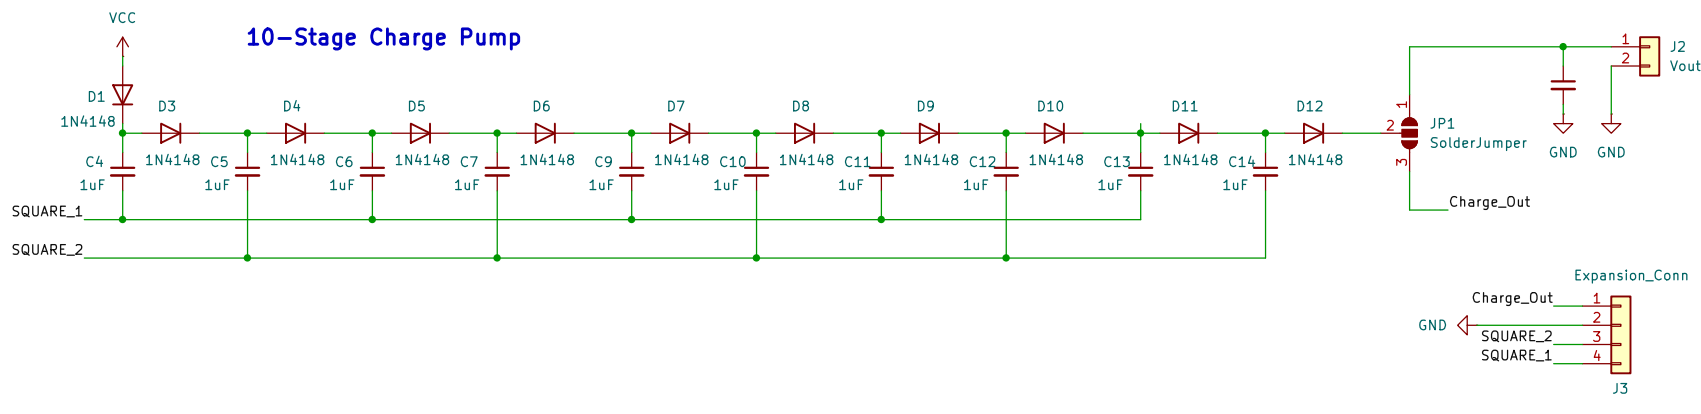 VCC
10-Stage Charge Pump
1
J2
2
Vout
D1
1N4148
D3
D4
D5
D6
D7
D8
D9
D10
D11
D12
1
2
3
JP1
SolderJumper
GND
GND
1N4148
1N4148
1N4148
1N4148
1N4148
1N4148
1N4148
1N4148
1N4148
1N4148
C4
C5
C6
C7
C9
C10
C11
C12
C13
C14
1uF
1uF
1uF
1uF
1uF
1uF
1uF
1uF
1uF
1uF
Charge_Out
SQUARE_1
SQUARE_2
Expansion_Conn
Charge_Out
1
GND
2
SQUARE_2
3
SQUARE_1
4
J3